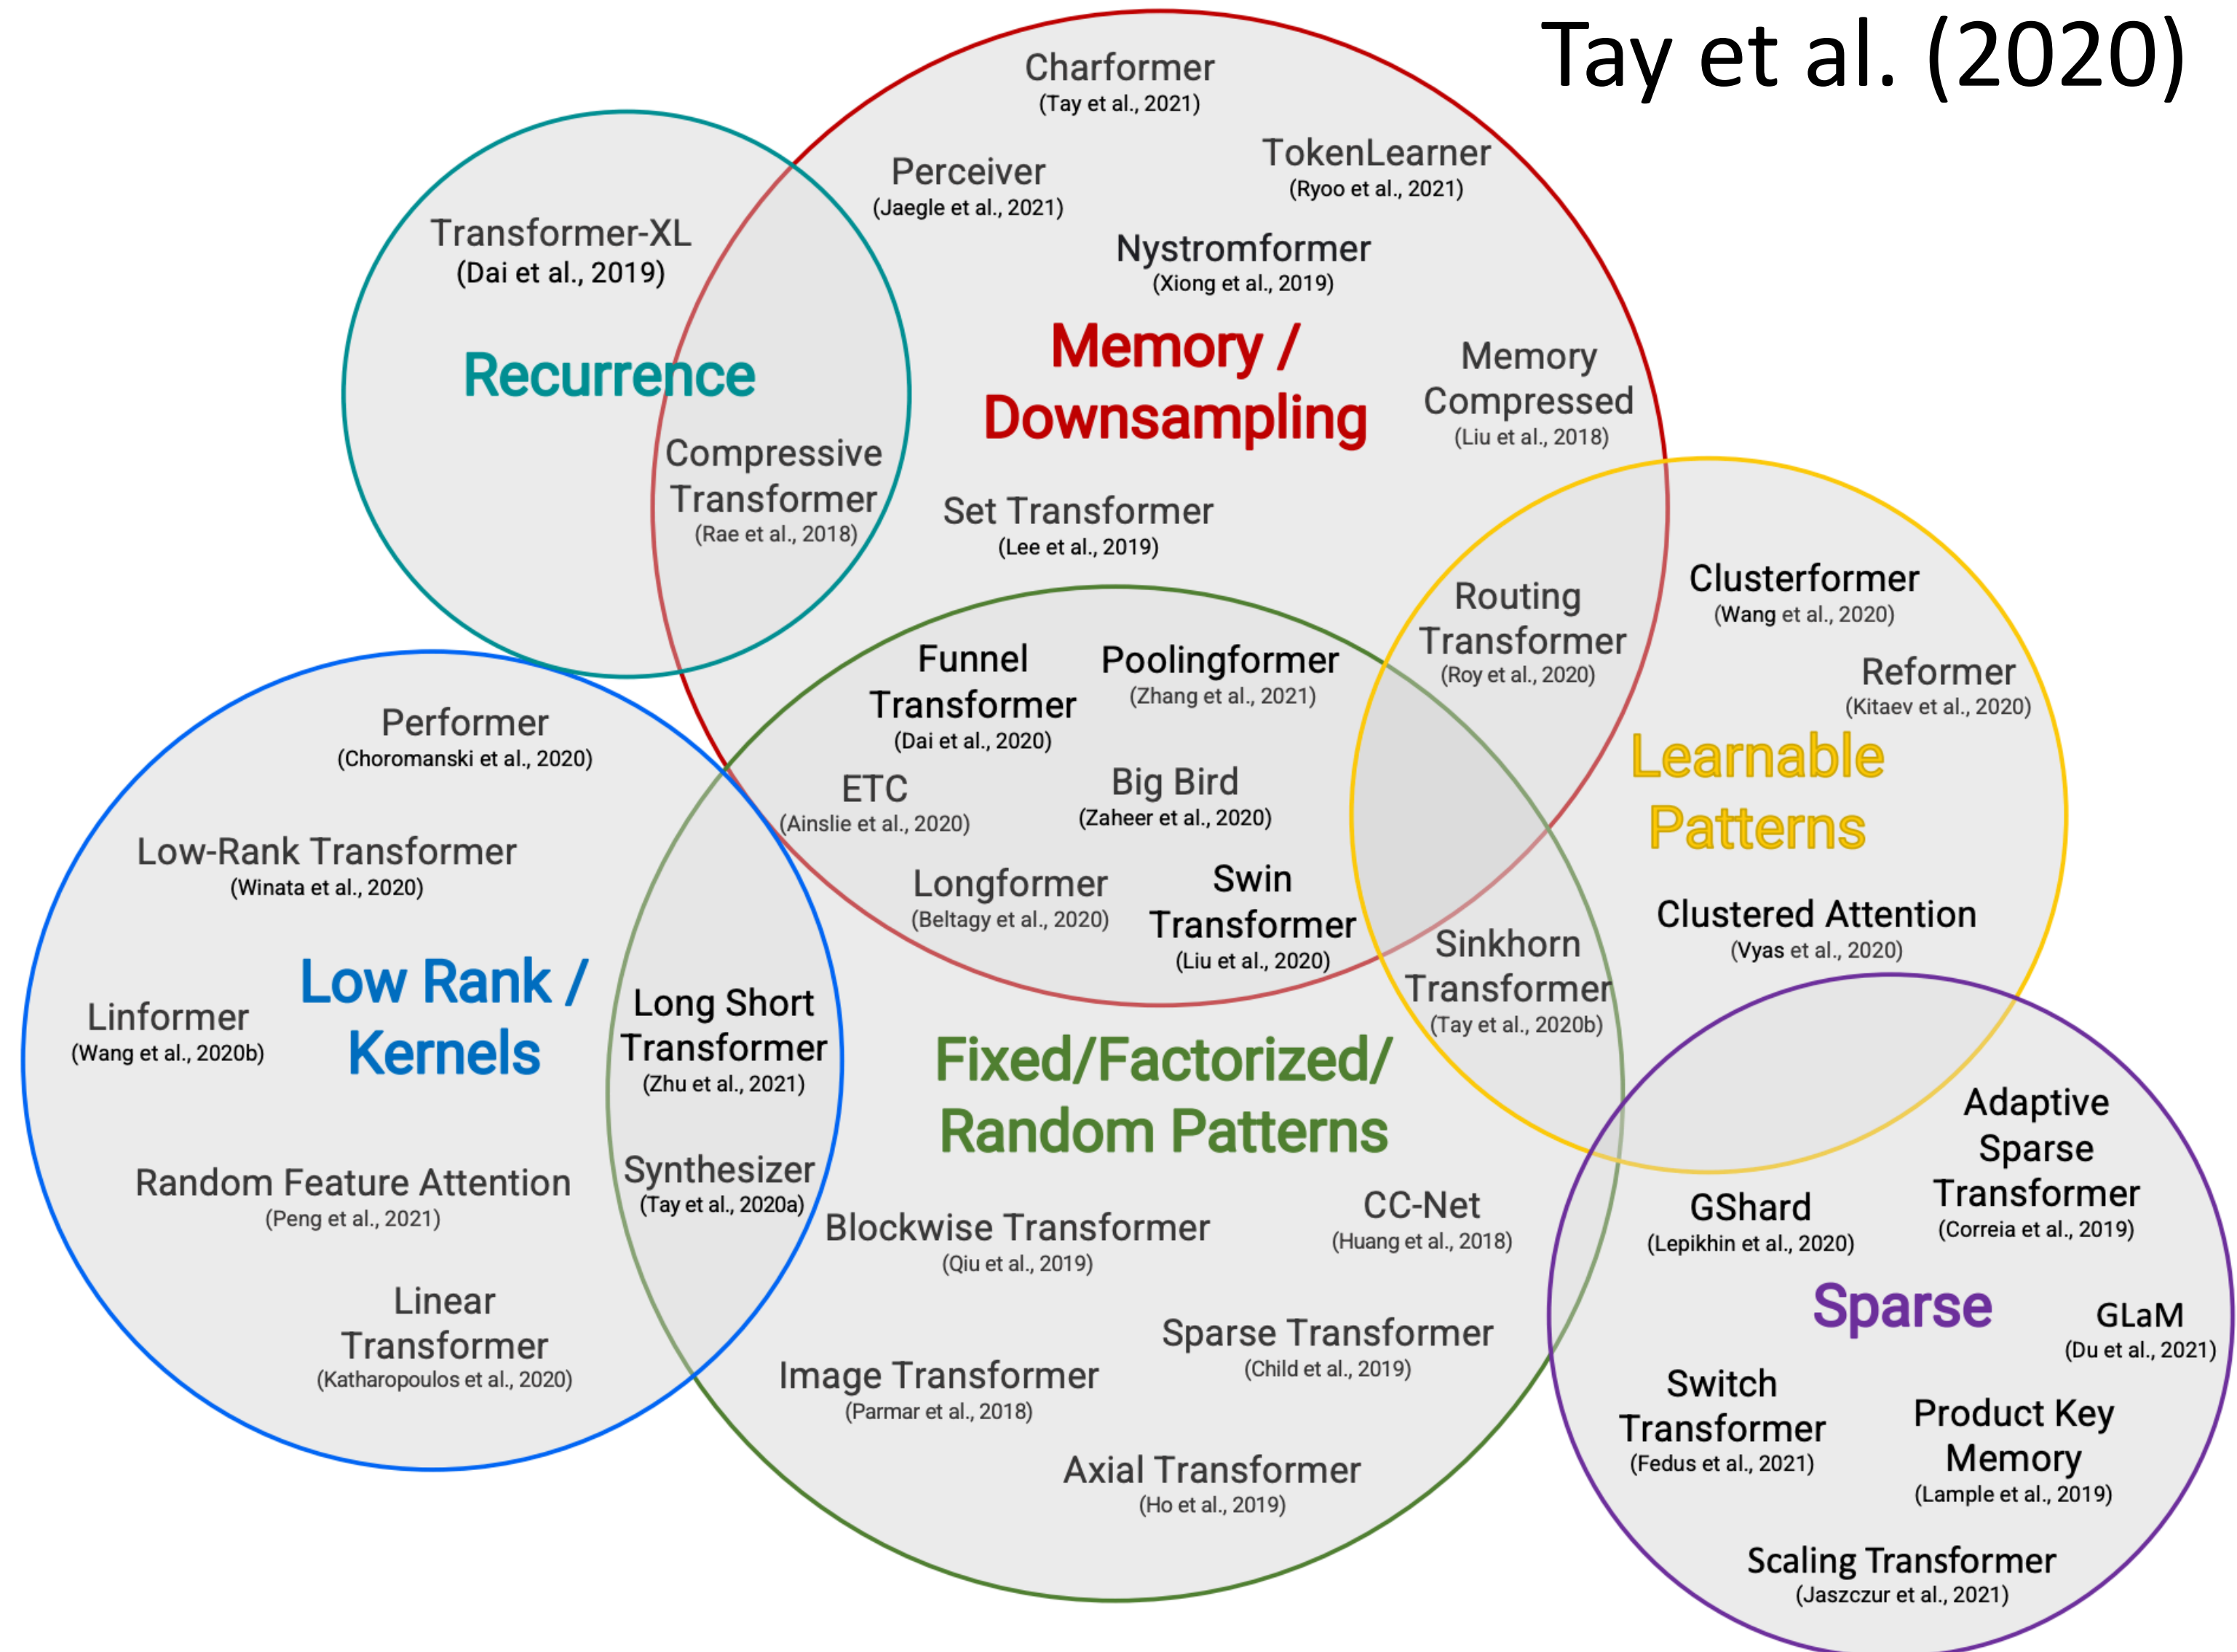 Tay et al. (2020)
Charformer
(Tay et al., 2021)
TokenLearner
(Ryoo et al., 2021)
Perceiver
(Jaegle et al., 2021)
Nystromformer
(Xiong et al., 2019)
Memory /
Downsampling
Memory
Compressed
(Liu et al., 2018)
Set Transformer
(Lee et al., 2019)
Transformer-XL
(Dai et al., 2019)
Recurrence
Compressive
Transformer
(Rae et al., 2018)
Funnel
Transformer
(Dai et al., 2020)
Poolingformer
(Zhang et al., 2021)
ETC
(Ainslie et al., 2020)
Big Bird
(Zaheer et al., 2020)
Longformer
(Beltagy et al., 2020)
Swin
Transformer
(Liu et al., 2020)
Routing
Transformer
(Roy et al., 2020)
Clusterformer
(Wang et al., 2020)
Reformer
(Kitaev et al., 2020)
Learnable
Patterns
Clustered Attention
(Vyas et al., 2020)
Sinkhorn
Transformer
(Tay et al., 2020b)
Performer
(Choromanski et al., 2020)
Low-Rank Transformer
(Winata et al., 2020)
Low Rank /
Kernels
Linformer
(Wang et al., 2020b)
Random Feature Attention
(Peng et al., 2021)
Linear
Transformer
(Katharopoulos et al., 2020)
Long Short
Transformer
(Zhu et al., 2021)
Synthesizer
(Tay et al., 2020a)
Fixed/Factorized/
Random Patterns
Blockwise Transformer
(Qiu et al., 2019)
CC-Net
(Huang et al., 2018)
Sparse Transformer
(Child et al., 2019)
Image Transformer
(Parmar et al., 2018)
Axial Transformer
(Ho et al., 2019)
Adaptive
Sparse
Transformer
(Correia et al., 2019)
GShard
(Lepikhin et al., 2020)
Sparse
GLaM
(Du et al., 2021)
Switch
Transformer
(Fedus et al., 2021)
Product Key
Memory
(Lample et al., 2019)
Scaling Transformer
(Jaszczur et al., 2021)